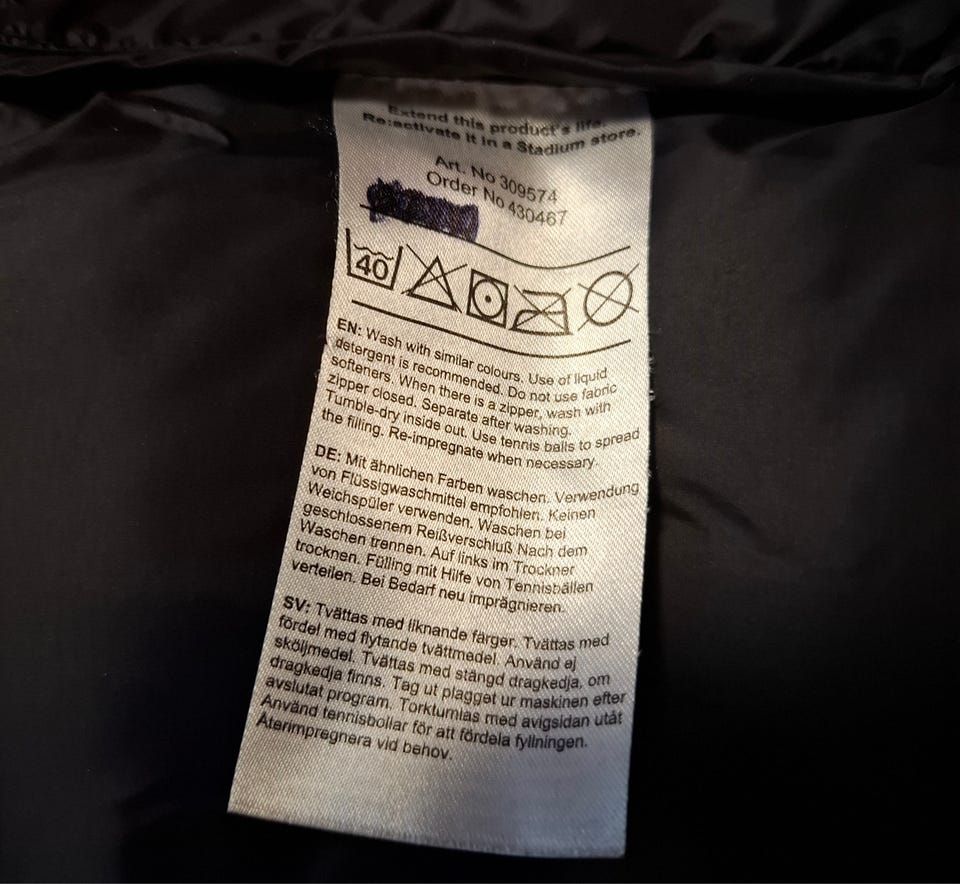 Extend this product's life.
Re:activate it in a Stadium store.
Art. No 309574
Order No 430467
40
EN: Wash with similar colours. Use of liquid
detergent is recommended. Do not use fabric
softeners. When there is a zipper, wash with
zipper closed. Separate after washing.
Tumble-dry inside out. Use tennis balls to spread
the filling. Re-impregnate when necessary.
DE: Mit ähnlichen Farben waschen. Verwendung
von Flüssigwaschmittel empfohlen. Keinen
Weichspüler verwenden. Waschen bei
geschlossenem Reißverschluß Nach dem
Waschen trennen. Auf links im Trockner
trocknen. Fülling mit Hilfe von Tennisbällen
verteilen. Bei Bedarf neu imprägnieren.
SV: Tvättas med liknande färger. Tvättas med
fördel med flytande tvättmedel. Använd ej
sköljmedel. Tvättas med stängd dragkedja, om
dragkedja finns. Tag ut plagget ur maskinen efter
avslutat program. Torktumlas med avigsidan utåt
Använd tennisbollar för att fördela fyllningen.
Återimpregnera vid behov.